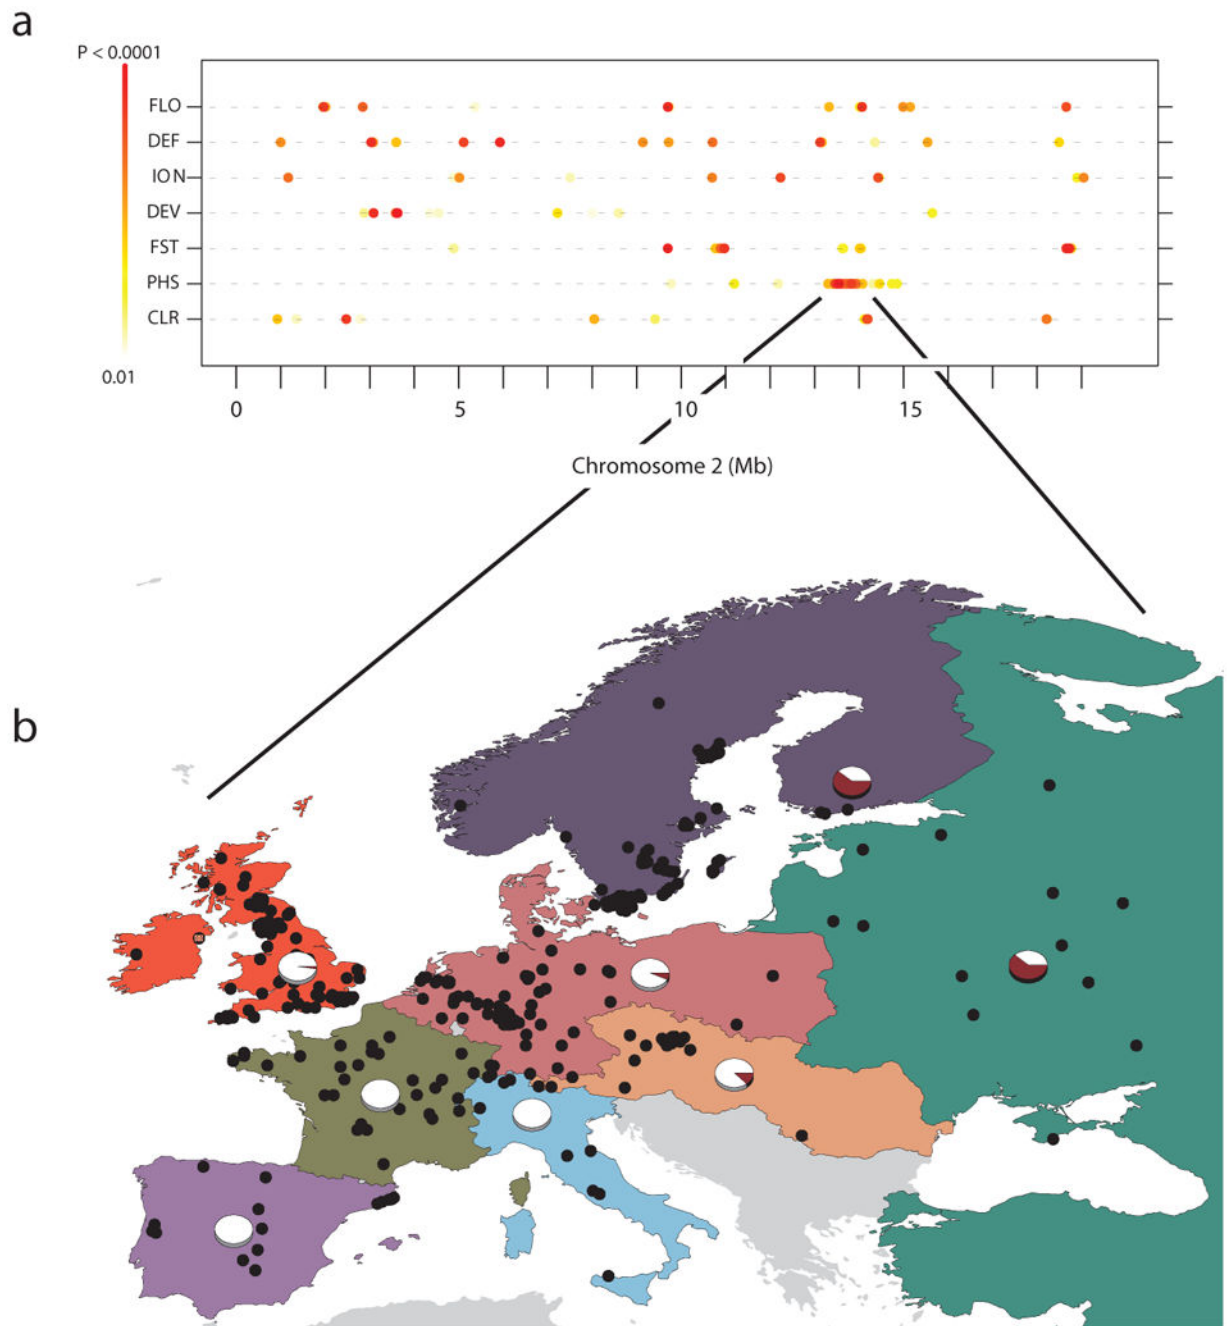 a
P < 0.0001
FLO
DEF
ION
DEV
FST
PHS
CLR
0.01
0 5 10 15
Chromosome 2 (Mb)
b